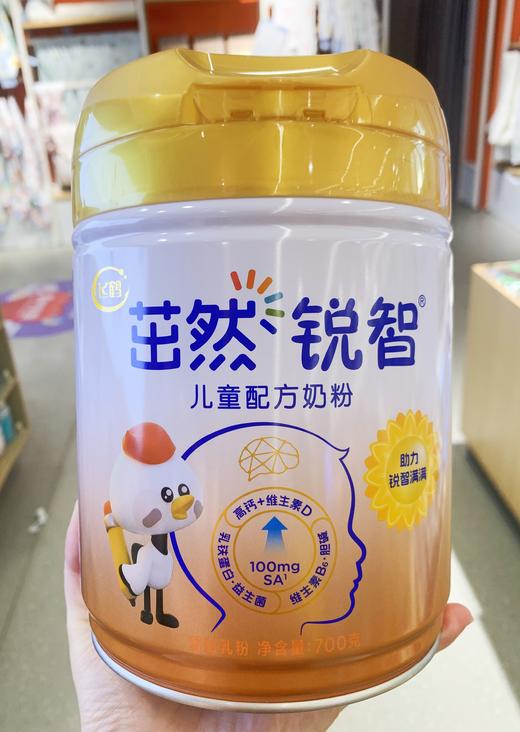 飞鹤
茁然锐智®
儿童配方奶粉
助力
锐智满满
高钙+维生素D
乳铁蛋白·益生菌
维生素B6·磷脂
100mg
SA¹
调制乳粉 净含量:700克